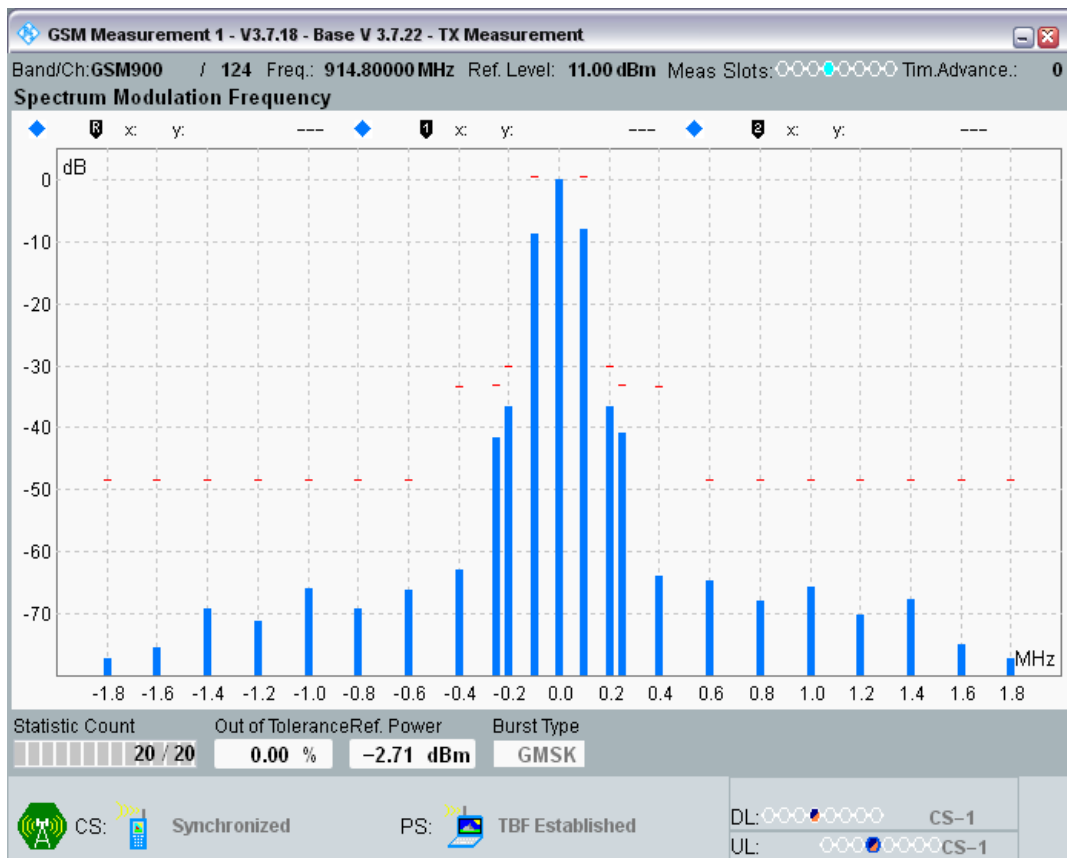 GSM Measurement 1 - V3.7.18 - Base V 3.7.22 - TX Measurement
Band/Ch:GSM900 / 124 Freq.: 914.80000 MHz Ref. Level: 11.00 dBm Meas Slots: Tim.Advance.: 0
Spectrum Modulation Frequency
R x: y: --- 1 x: y: --- 2 x: y: ---
dB
0
-10
-20
-30
-40
-50
-60
-70
MHz
-1.8 -1.6 -1.4 -1.2 -1.0 -0.8 -0.6 -0.4 -0.2 0.0 0.2 0.4 0.6 0.8 1.0 1.2 1.4 1.6 1.8
Statistic Count Out of Tolerance Ref. Power Burst Type
20 / 20 0.00 % −2.71 dBm GMSK
CS: Synchronized PS: TBF Established DL: CS−1
UL: CS−1